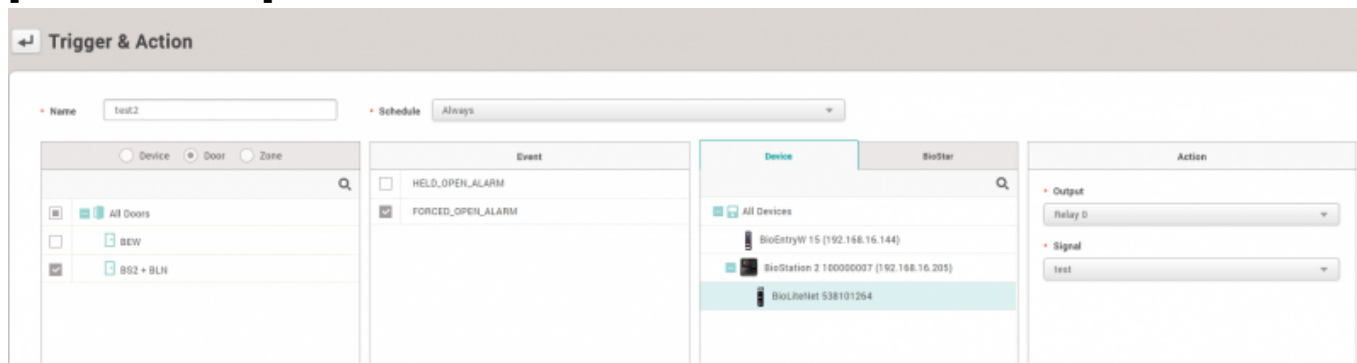 Trigger & Action
• Name test2 • Schedule Always
Device Door Zone
All Doors
BEW
BS2 + BLN
Event
HELD_OPEN_ALARM
FORCED_OPEN_ALARM
Device BioStar
All Devices
BioEntryW 15 (192.168.16.144)
BioStation 2 100000007 (192.168.16.205)
BioLiteNet 538101264
Action
• Output
Relay 0
• Signal
test